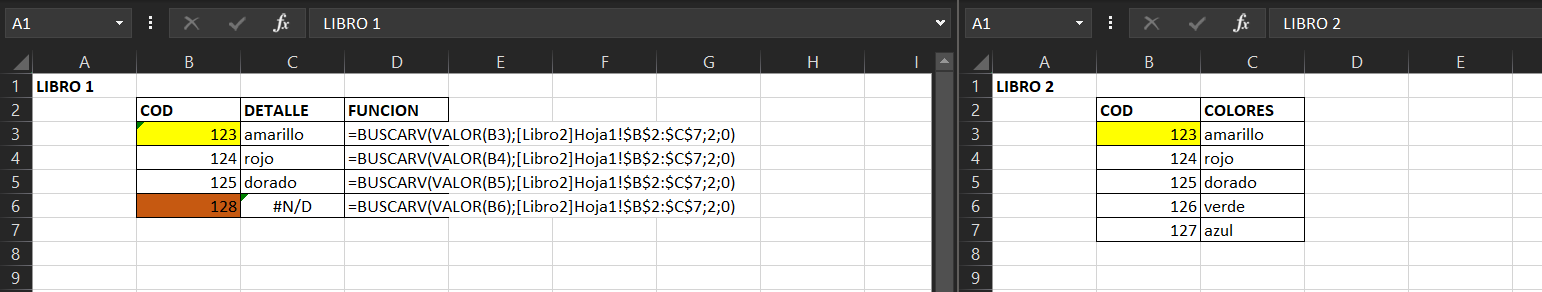 A1 fx LIBRO 1
A B C D E F G H I
1 LIBRO 1
2 COD DETALLE FUNCION
3 123 amarillo =BUSCARV(VALOR(B3);[Libro2]Hoja1!$B$2:$C$7;2;0)
4 124 rojo =BUSCARV(VALOR(B4);[Libro2]Hoja1!$B$2:$C$7;2;0)
5 125 dorado =BUSCARV(VALOR(B5);[Libro2]Hoja1!$B$2:$C$7;2;0)
6 128 #N/D =BUSCARV(VALOR(B6);[Libro2]Hoja1!$B$2:$C$7;2;0)
7
8
9
A1 fx LIBRO 2
A B C D E
1 LIBRO 2
2 COD COLORES
3 123 amarillo
4 124 rojo
5 125 dorado
6 126 verde
7 127 azul
8
9